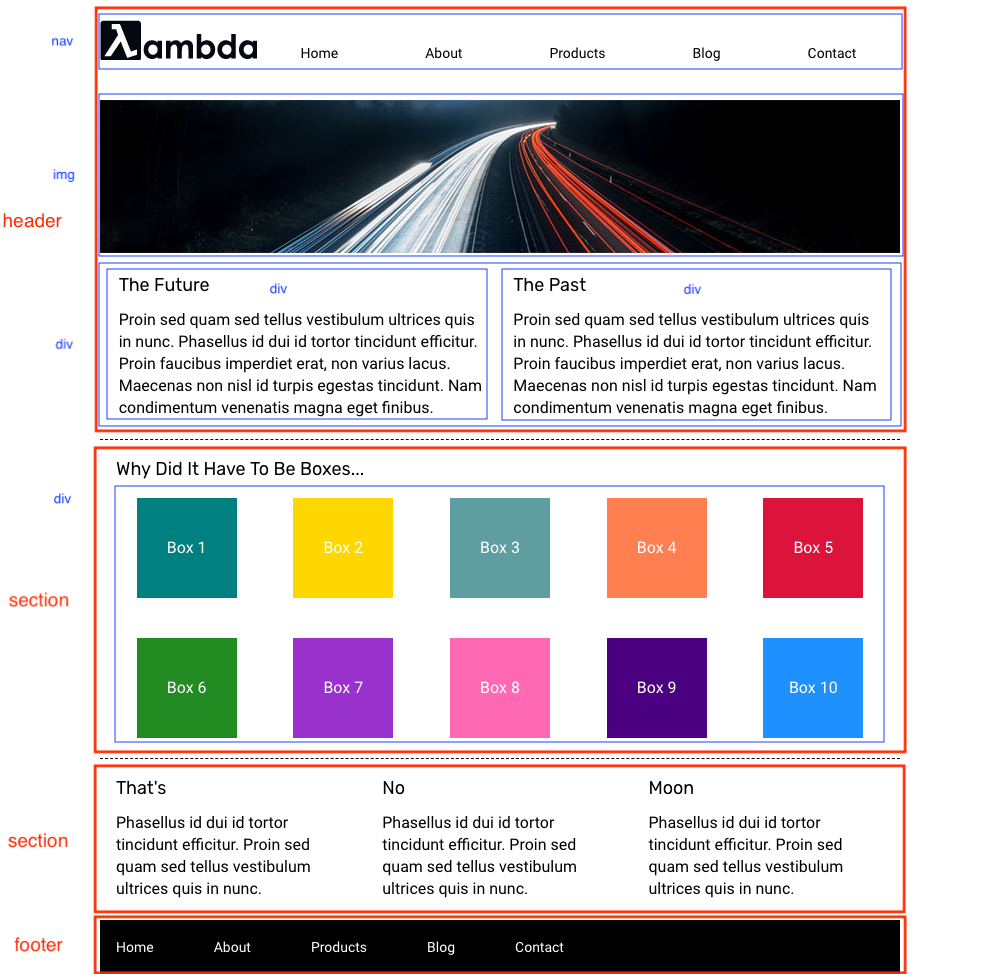 nav
λambda
Home About Products Blog Contact
img
header
The Future
div
The Past
div
div
Proin sed quam sed tellus vestibulum ultrices quis
in nunc. Phasellus id dui id tortor tincidunt efficitur.
Proin faucibus imperdiet erat, non varius lacus.
Maecenas non nisl id turpis egestas tincidunt. Nam
condimentum venenatis magna eget finibus.
Proin sed quam sed tellus vestibulum ultrices quis
in nunc. Phasellus id dui id tortor tincidunt efficitur.
Proin faucibus imperdiet erat, non varius lacus.
Maecenas non nisl id turpis egestas tincidunt. Nam
condimentum venenatis magna eget finibus.
Why Did It Have To Be Boxes...
div
Box 1 Box 2 Box 3 Box 4 Box 5
section
Box 6 Box 7 Box 8 Box 9 Box 10
section
That's
Phasellus id dui id tortor
tincidunt efficitur. Proin sed
quam sed tellus vestibulum
ultrices quis in nunc.
No
Phasellus id dui id tortor
tincidunt efficitur. Proin sed
quam sed tellus vestibulum
ultrices quis in nunc.
Moon
Phasellus id dui id tortor
tincidunt efficitur. Proin sed
quam sed tellus vestibulum
ultrices quis in nunc.
footer
Home About Products Blog Contact